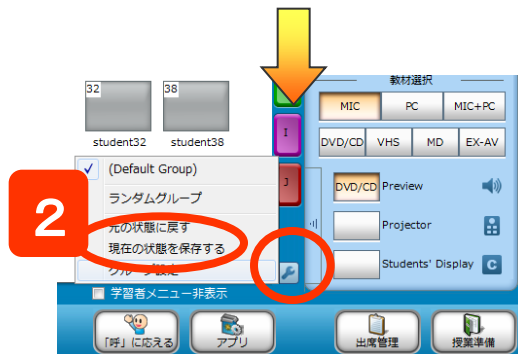 32
38
student32
student38
I
J
✓ (Default Group)
ランダムグループ
元の状態に戻す
現在の状態を保存する
グループ設定
学習者メニュー非表示
2
教材選択
MIC
PC
MIC+PC
DVD/CD
VHS
MD
EX-AV
DVD/CD
Preview
Projector
Students' Display
C
「呼」に応える
アプリ
出席管理
授業準備